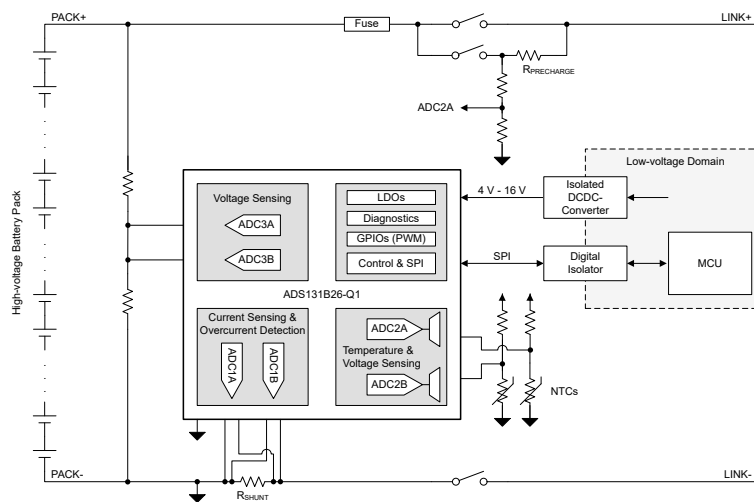 PACK+
Fuse
LINK+
RPRECHARGE
ADC2A
High-voltage Battery Pack
Low-voltage Domain
Voltage Sensing
ADC3A
ADC3B
LDOs
Diagnostics
GPIOs (PWM)
Control & SPI
4 V - 16 V
Isolated
DCDC-
Converter
SPI
Digital
Isolator
MCU
ADS131B26-Q1
Current Sensing &
Overcurrent Detection
ADC1A
ADC1B
ADC2A
Temperature &
Voltage Sensing
ADC2B
NTCs
PACK-
RSHUNT
LINK-